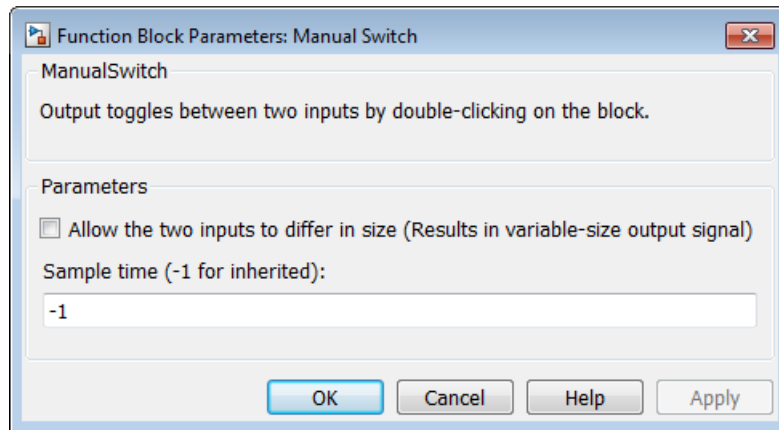 Function Block Parameters: Manual Switch
ManualSwitch
Output toggles between two inputs by double-clicking on the block.
Parameters
Allow the two inputs to differ in size (Results in variable-size output signal)
Sample time (-1 for inherited):
-1
OK Cancel Help Apply